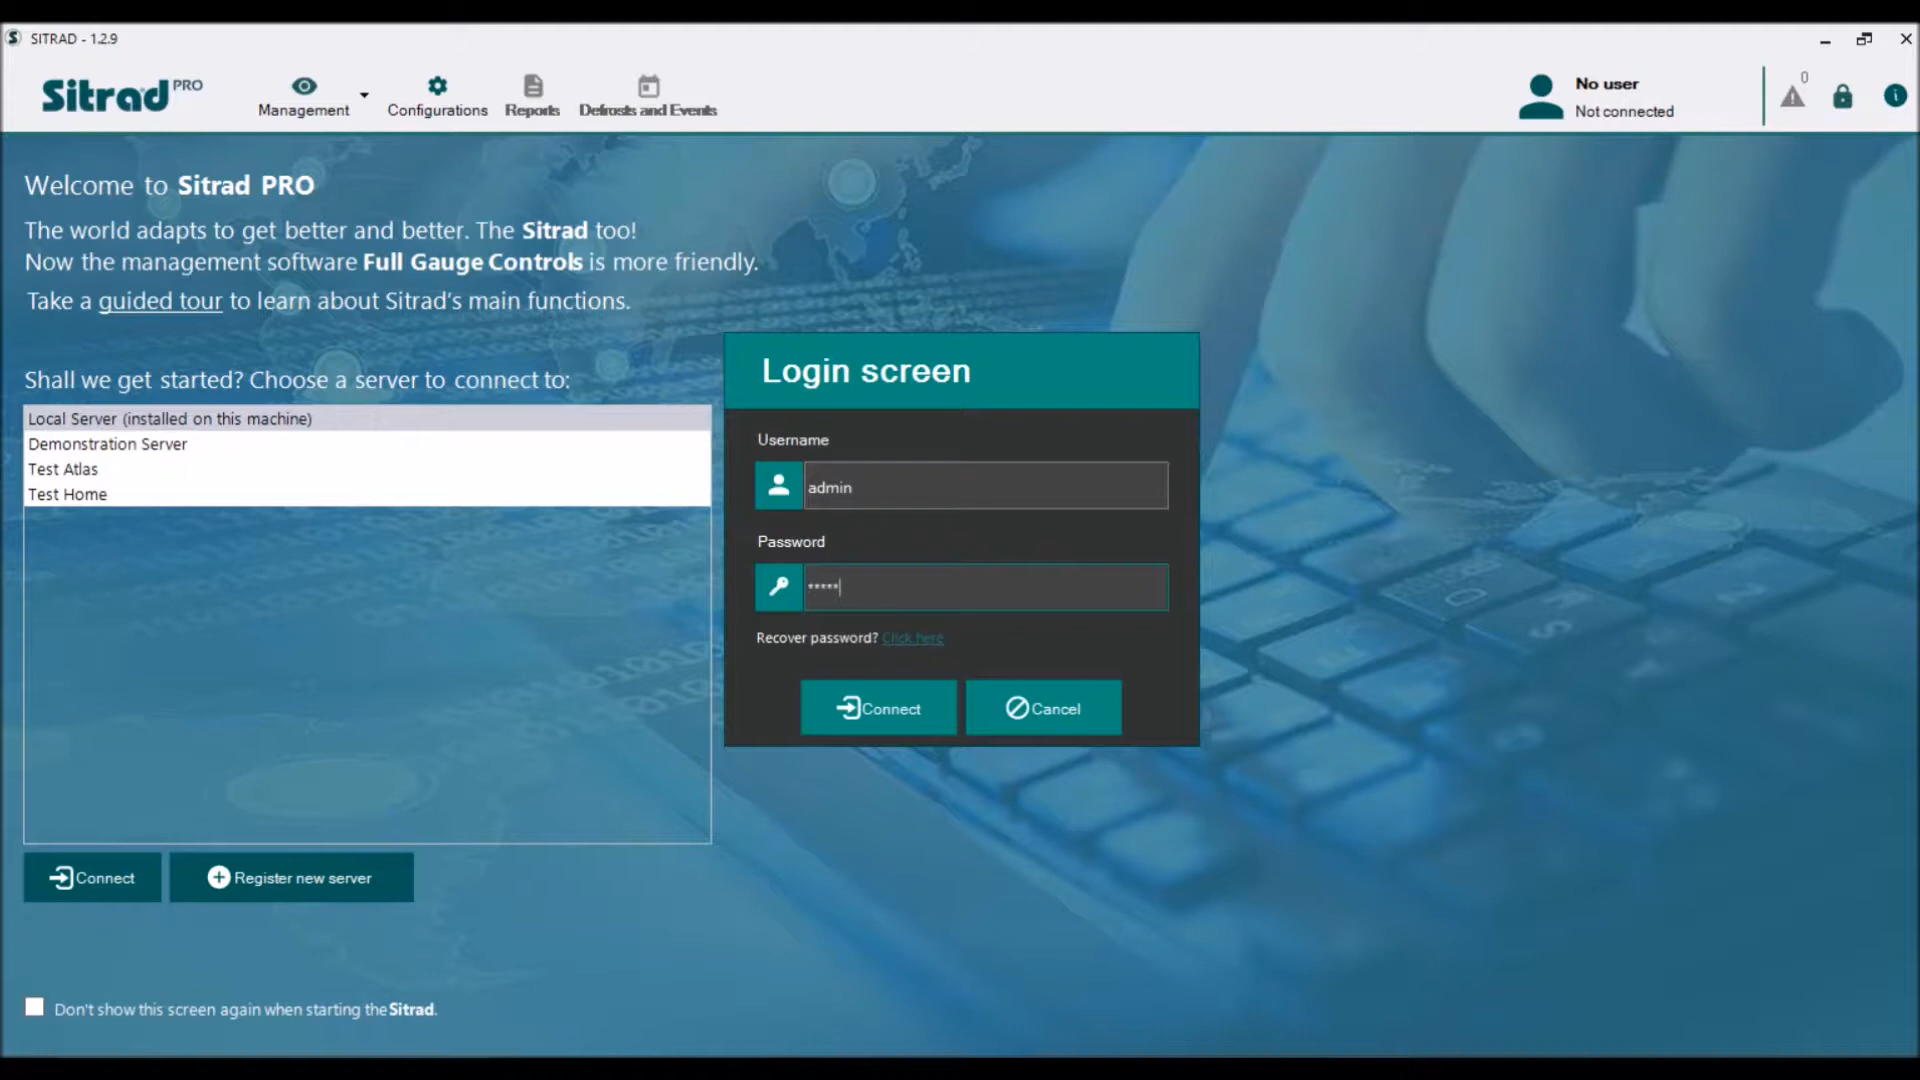 SITRAD - 1.2.9
Sitrad PRO
Management
Configurations
Reports
Defrosts and Events
No user
Not connected
0
Welcome to Sitrad PRO
The world adapts to get better and better. The Sitrad too!
Now the management software Full Gauge Controls is more friendly.
Take a guided tour to learn about Sitrad's main functions.
Shall we get started? Choose a server to connect to:
Local Server (installed on this machine)
Demonstration Server
Test Atlas
Test Home
Connect
Register new server
Don't show this screen again when starting the Sitrad.
Login screen
Username
admin
Password
*****
Recover password? Click here
Connect
Cancel